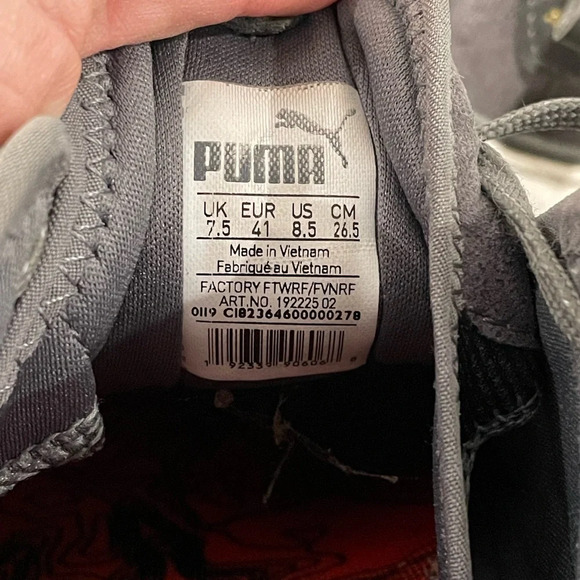 PUMA
UK EUR US CM
7.5 41 8.5 26.5
Made in Vietnam
Fabriqué au Vietnam
FACTORY FTWRF/FVNRF
ART.NO. 192225 02
0119 CI82364600000278